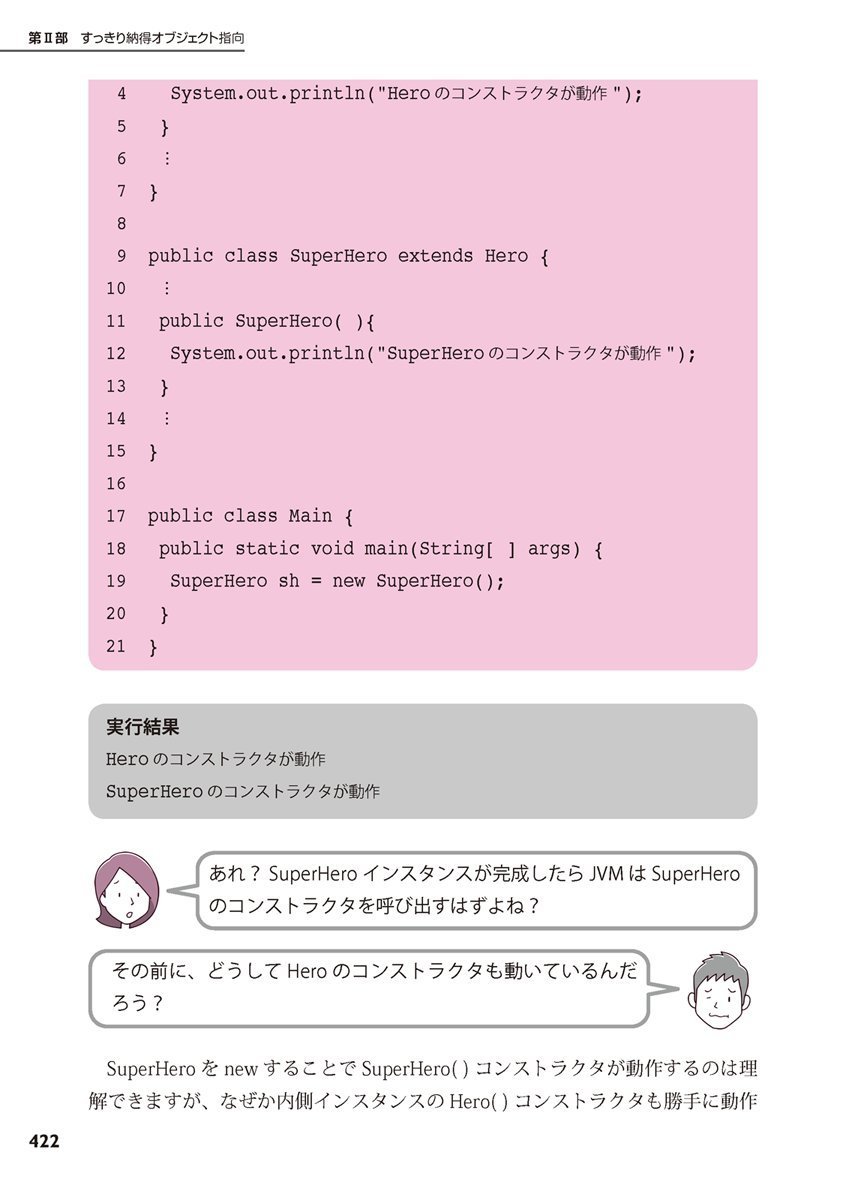 第Ⅱ部 すっきり納得オブジェクト指向
4 System.out.println("Hero のコンストラクタが動作 ");
5 }
6 ⋮
7 }
8
9 public class SuperHero extends Hero {
10 ⋮
11 public SuperHero( ){
12 System.out.println("SuperHero のコンストラクタが動作 ");
13 }
14 ⋮
15 }
16
17 public class Main {
18 public static void main(String[ ] args) {
19 SuperHero sh = new SuperHero();
20 }
21 }
実行結果
Hero のコンストラクタが動作
SuperHero のコンストラクタが動作
あれ？ SuperHero インスタンスが完成したら JVM は SuperHero
のコンストラクタを呼び出すはずよね？
その前に、どうして Hero のコンストラクタも動いているんだ
ろう？
SuperHero を new することで SuperHero( ) コンストラクタが動作するのは理
解できますが、なぜか内側インスタンスの Hero( ) コンストラクタも勝手に動作
422